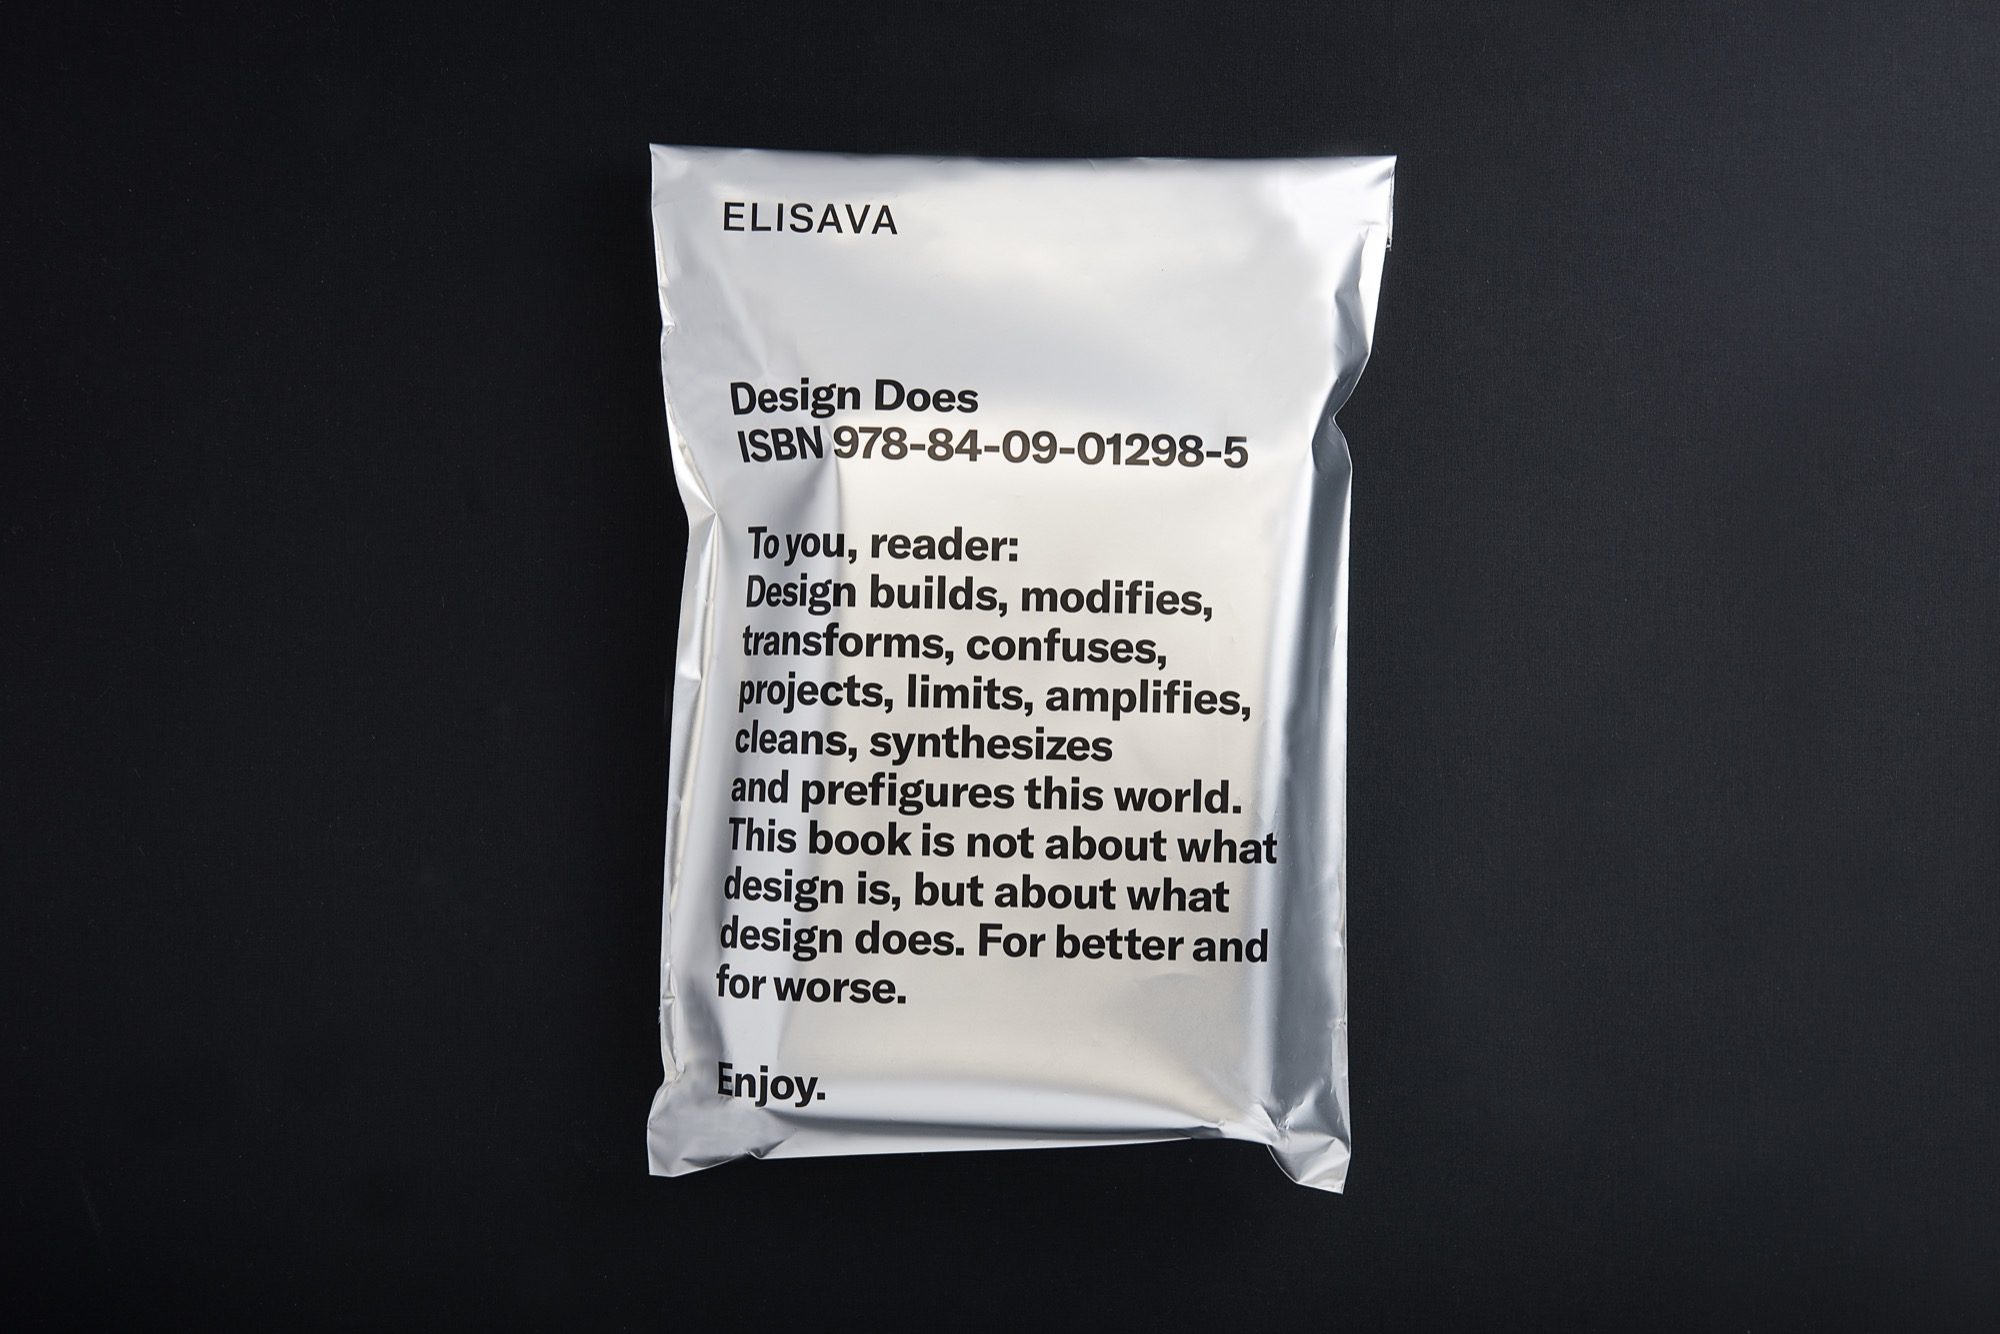 ELISAVA
Design Does
ISBN 978-84-09-01298-5
To you, reader:
Design builds, modifies,
transforms, confuses,
projects, limits, amplifies,
cleans, synthesizes
and prefigures this world.
This book is not about what
design is, but about what
design does. For better and
for worse.
Enjoy.